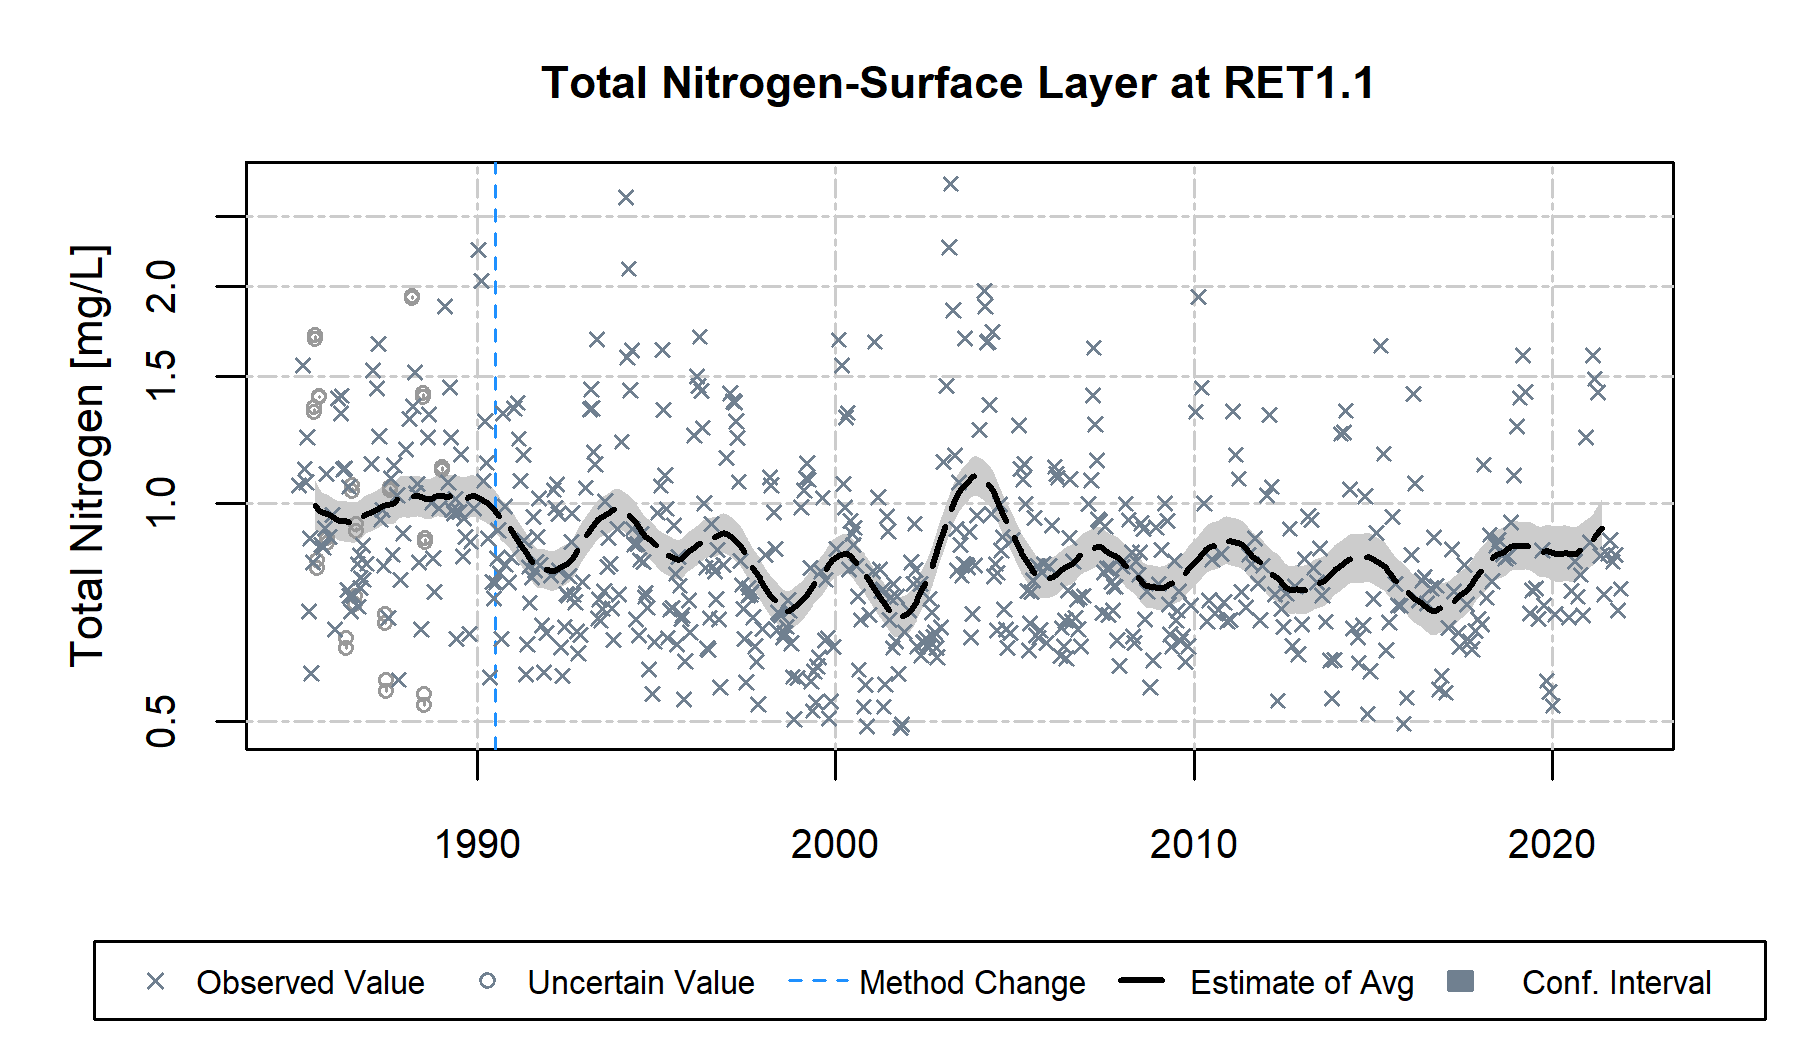 Total Nitrogen-Surface Layer at RET1.1
Total Nitrogen [mg/L]
2.0
1.5
1.0
0.5
1990 2000 2010 2020
Observed Value Uncertain Value Method Change Estimate of Avg Conf. Interval